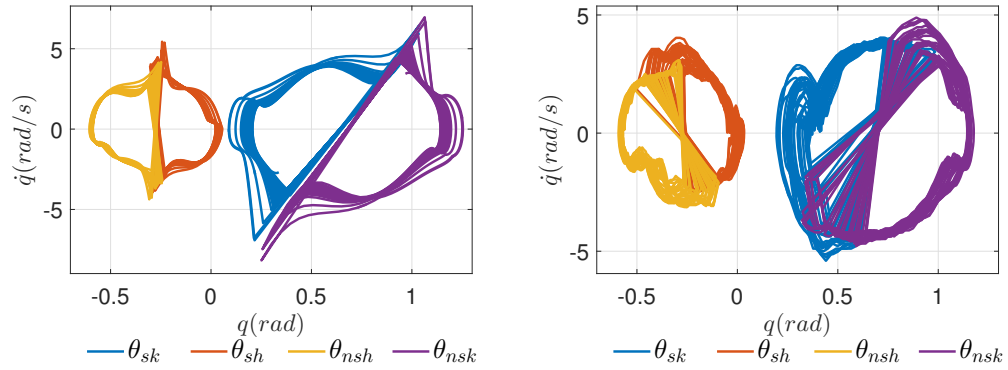 5
0
-5
q̇(rad/s)
-0.5 0 0.5 1
q(rad)
θsk θsh θnsh θnsk
5
0
-5
q̇(rad/s)
-0.5 0 0.5 1
q(rad)
θsk θsh θnsh θnsk